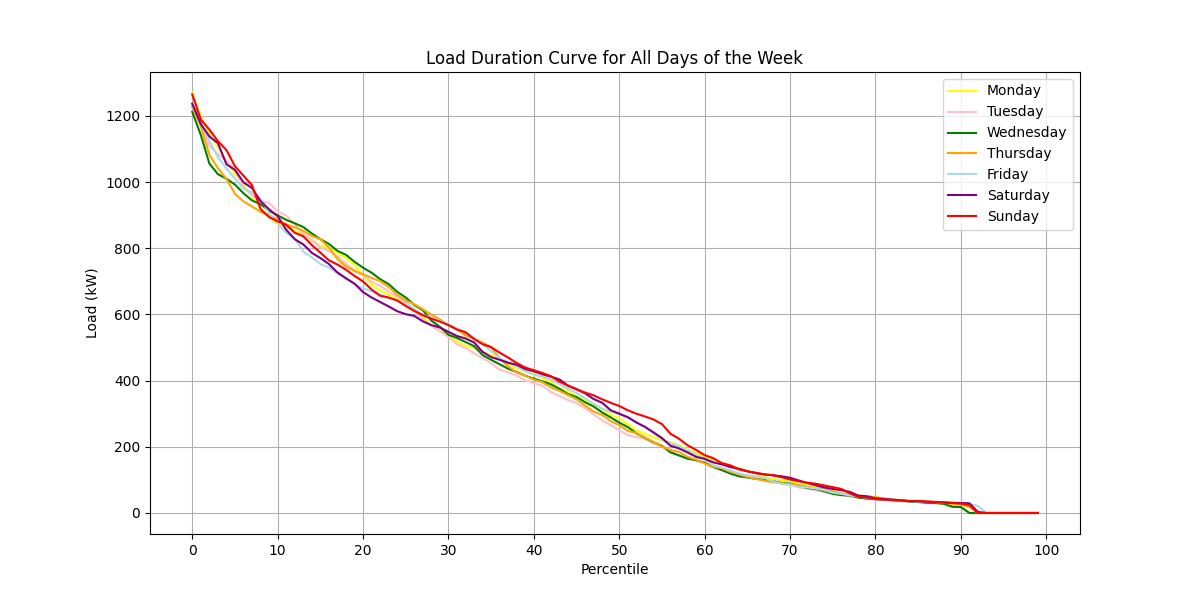 Load Duration Curve for All Days of the Week
Load (kW)
1200
1000
800
600
400
200
0
Monday
Tuesday
Wednesday
Thursday
Friday
Saturday
Sunday
0 10 20 30 40 50 60 70 80 90 100
Percentile